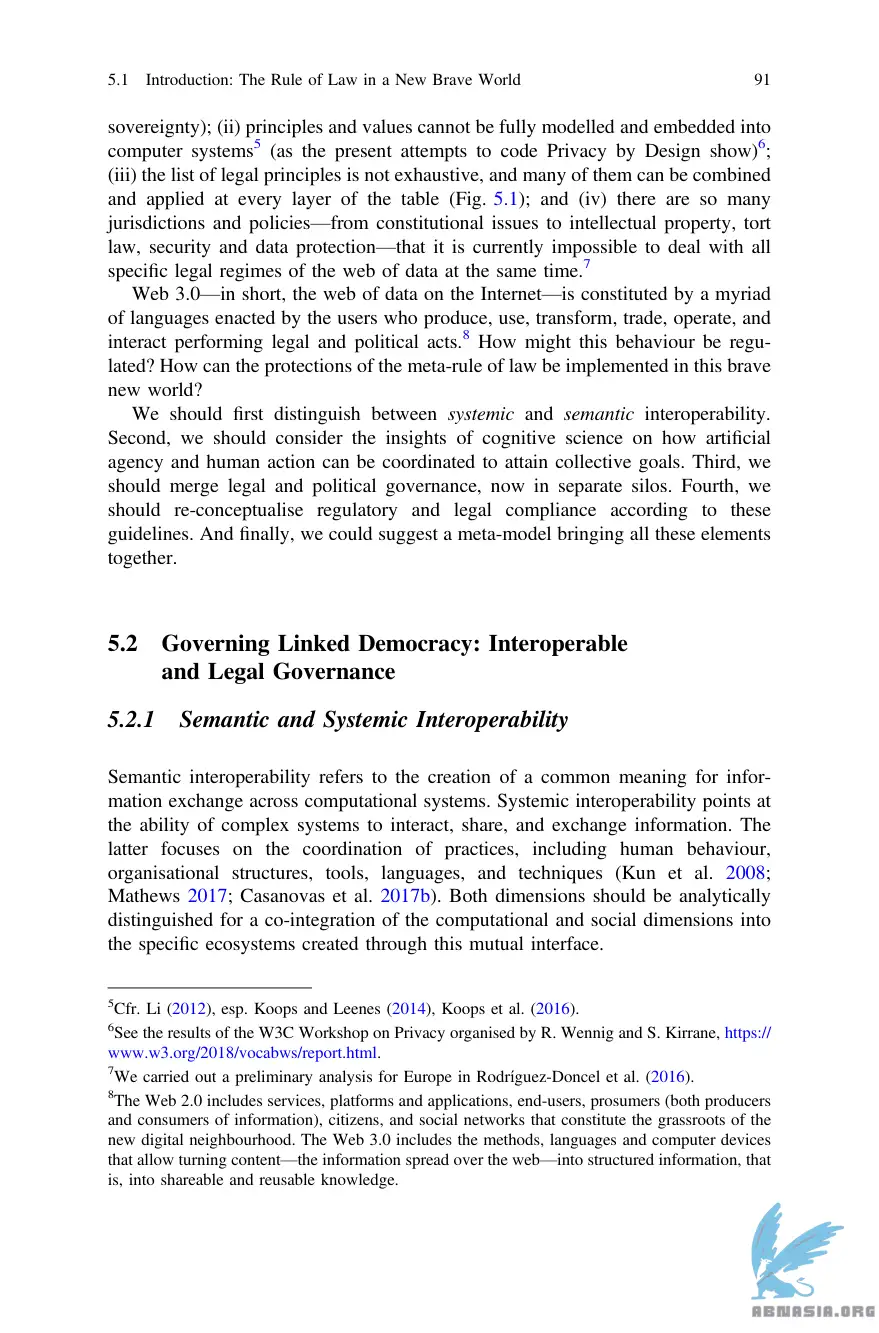 5.1 Introduction: The Rule of Law in a New Brave World 91
sovereignty); (ii) principles and values cannot be fully modelled and embedded into
computer systems5 (as the present attempts to code Privacy by Design show)6;
(iii) the list of legal principles is not exhaustive, and many of them can be combined
and applied at every layer of the table (Fig. 5.1); and (iv) there are so many
jurisdictions and policies—from constitutional issues to intellectual property, tort
law, security and data protection—that it is currently impossible to deal with all
specific legal regimes of the web of data at the same time.7
Web 3.0—in short, the web of data on the Internet—is constituted by a myriad
of languages enacted by the users who produce, use, transform, trade, operate, and
interact performing legal and political acts.8 How might this behaviour be regu-
lated? How can the protections of the meta-rule of law be implemented in this brave
new world?
We should first distinguish between systemic and semantic interoperability.
Second, we should consider the insights of cognitive science on how artificial
agency and human action can be coordinated to attain collective goals. Third, we
should merge legal and political governance, now in separate silos. Fourth, we
should re-conceptualise regulatory and legal compliance according to these
guidelines. And finally, we could suggest a meta-model bringing all these elements
together.
5.2 Governing Linked Democracy: Interoperable
and Legal Governance
5.2.1 Semantic and Systemic Interoperability
Semantic interoperability refers to the creation of a common meaning for infor-
mation exchange across computational systems. Systemic interoperability points at
the ability of complex systems to interact, share, and exchange information. The
latter focuses on the coordination of practices, including human behaviour,
organisational structures, tools, languages, and techniques (Kun et al. 2008;
Mathews 2017; Casanovas et al. 2017b). Both dimensions should be analytically
distinguished for a co-integration of the computational and social dimensions into
the specific ecosystems created through this mutual interface.
5Cfr. Li (2012), esp. Koops and Leenes (2014), Koops et al. (2016).
6See the results of the W3C Workshop on Privacy organised by R. Wennig and S. Kirrane, https://
www.w3.org/2018/vocabws/report.html.
7We carried out a preliminary analysis for Europe in Rodríguez-Doncel et al. (2016).
8The Web 2.0 includes services, platforms and applications, end-users, prosumers (both producers
and consumers of information), citizens, and social networks that constitute the grassroots of the
new digital neighbourhood. The Web 3.0 includes the methods, languages and computer devices
that allow turning content—the information spread over the web—into structured information, that
is, into shareable and reusable knowledge.
ABNASIA.ORG